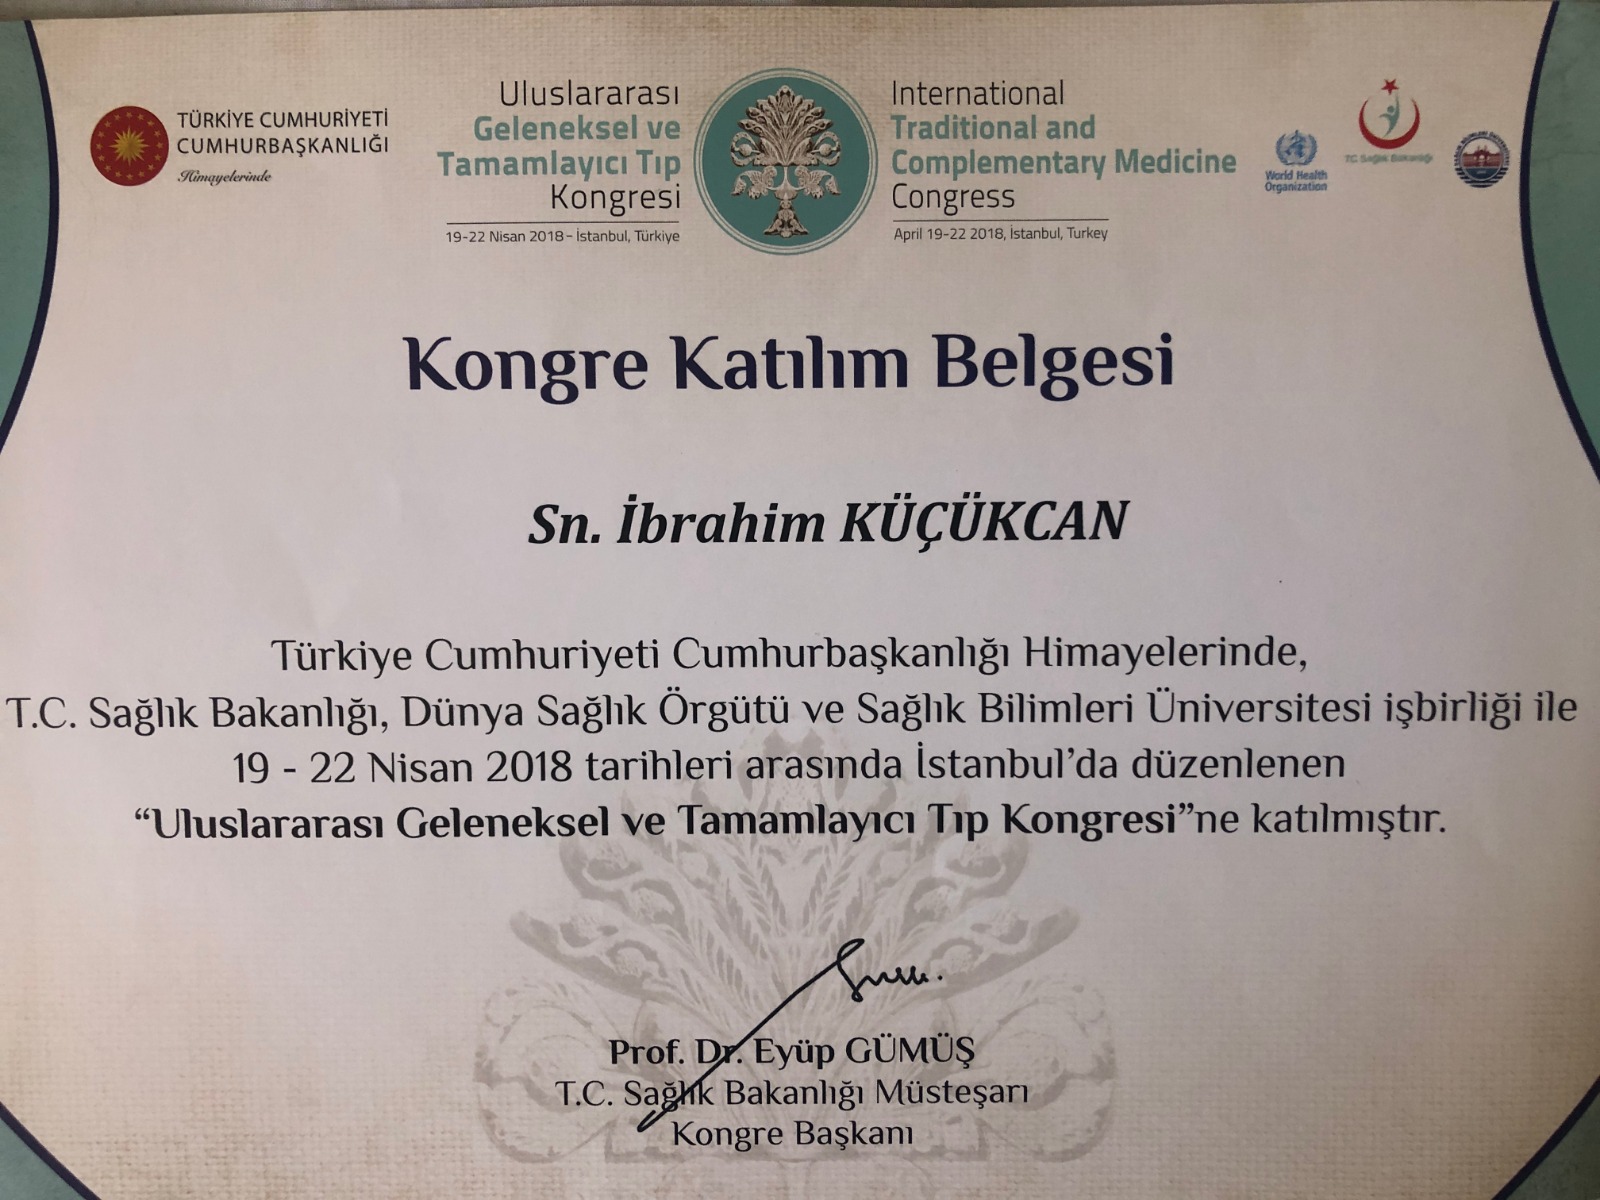 TÜRKİYE CUMHURİYETİ
CUMHURBAŞKANLIĞI
Himayelerinde
Uluslararası
Geleneksel ve
Tamamlayıcı Tıp
Kongresi
19-22 Nisan 2018 - İstanbul, Türkiye
International
Traditional and
Complementary Medicine
Congress
April 19-22 2018, İstanbul, Turkey
World Health
Organization
TC Sağlık Bakanlığı
Kongre Katılım Belgesi
Sn. İbrahim KÜÇÜKCAN
Türkiye Cumhuriyeti Cumhurbaşkanlığı Himayelerinde,
T.C. Sağlık Bakanlığı, Dünya Sağlık Örgütü ve Sağlık Bilimleri Üniversitesi işbirliği ile
19 - 22 Nisan 2018 tarihleri arasında İstanbul'da düzenlenen
“Uluslararası Geleneksel ve Tamamlayıcı Tıp Kongresi”ne katılmıştır.
Prof. Dr. Eyüp GÜMÜŞ
T.C. Sağlık Bakanlığı Müsteşarı
Kongre Başkanı